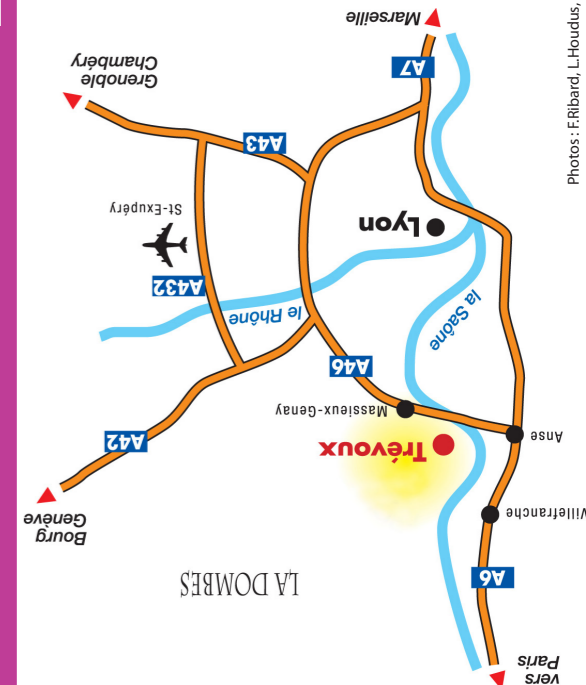 vers
Paris
A6
Villefranche
LA DOMBES
Anse
Trévoux
Massieux-Genay
Bourg
Genève
A42
A46
la Saône
le Rhône
A432
Lyon
St-Exupéry
A43
A7
Marseille
Grenoble
Chambéry
Photos : F.Ribard, L.Houdus,